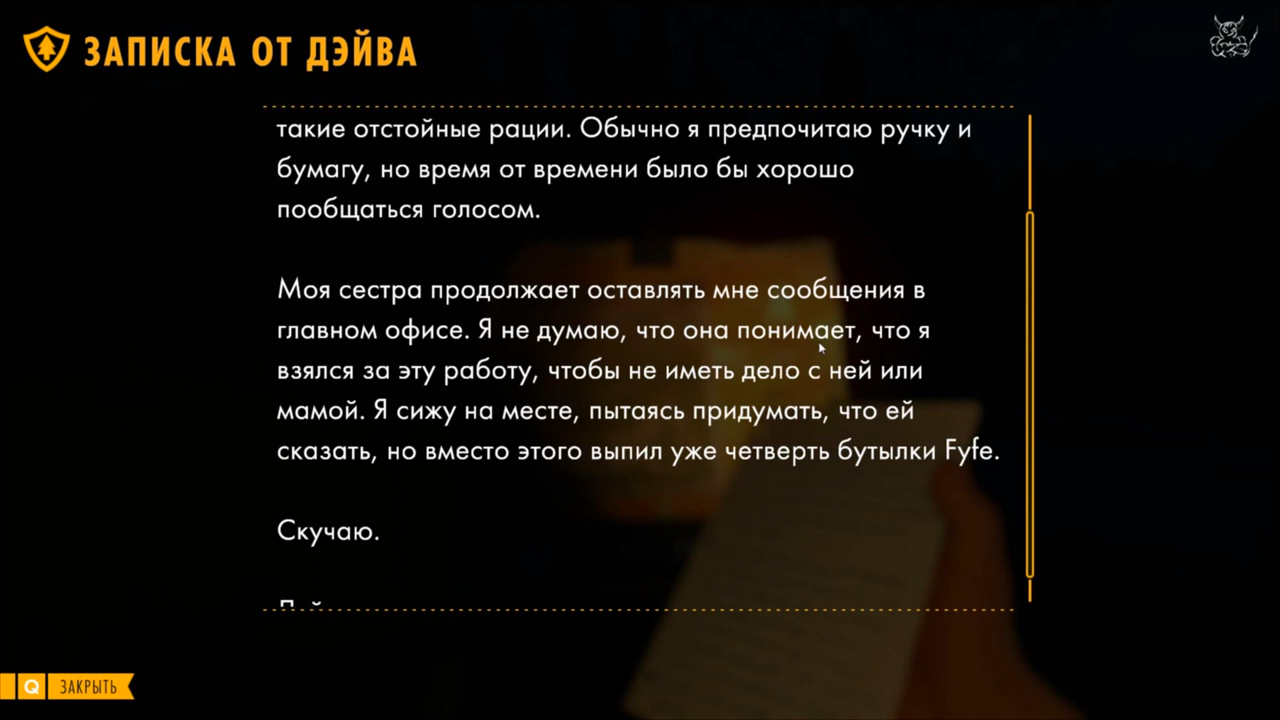 ЗАПИСКА ОТ ДЭЙВА
такие отстойные рации. Обычно я предпочитаю ручку и
бумагу, но время от времени было бы хорошо
пообщаться голосом.
Моя сестра продолжает оставлять мне сообщения в
главном офисе. Я не думаю, что она понимает, что я
взялся за эту работу, чтобы не иметь дело с ней или
мамой. Я сижу на месте, пытаясь придумать, что ей
сказать, но вместо этого выпил уже четверть бутылки Fyfe.
Скучаю.
Q ЗАКРЫТЬ